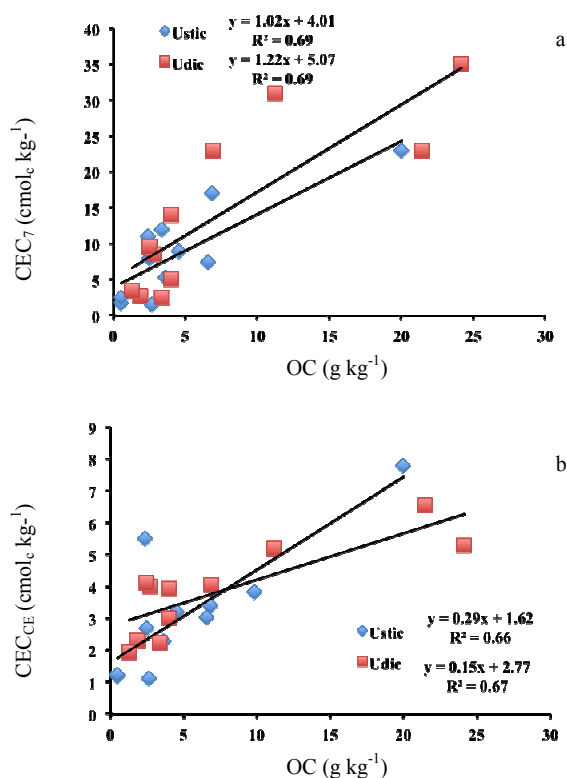 Ustic y = 1.02x + 4.01
R² = 0.69
Udic y = 1.22x + 5.07
R² = 0.69
a
40
35
30
25
20
15
10
5
0
CEC₇ (cmolc kg-¹)
0 5 10 15 20 25 30
OC (g kg⁻¹)
b
9
8
7
6
5
4
3
2
1
0
CECCE (cmolc kg-¹)
Ustic y = 0.29x + 1.62
R² = 0.66
Udic y = 0.15x + 2.77
R² = 0.67
0 5 10 15 20 25 30
OC (g kg⁻¹)